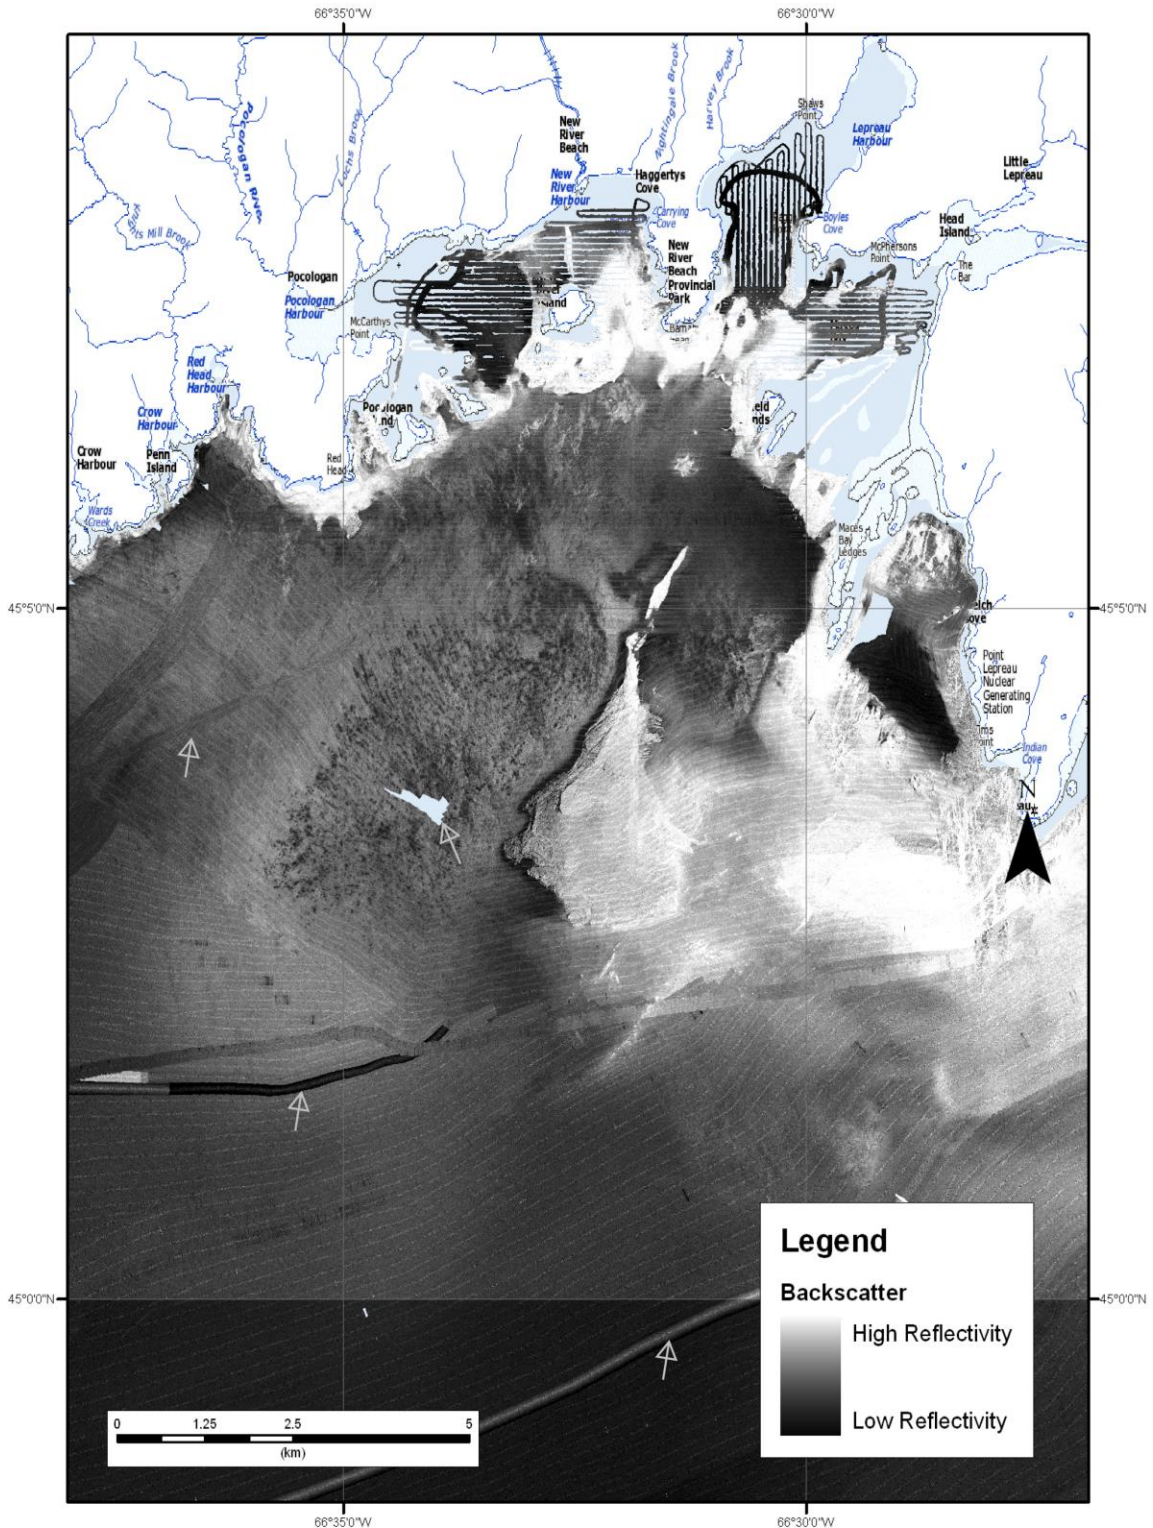 66°35'0"W
66°30'0"W
Shaws
Point
Lepreau
Harbour
Harvey Brook
Nightingale Brook
New
River
Beach
Pocologan River
Lochs Brook
Little
Lepreau
New
River
Harbour
Haggertys
Cove
Carrying
Cove
Boyles
Cove
Head
Island
Mill Brook
McPhersons
Point
The
Bar
New
River
Beach
Provincial
Park
Pocologan
Pocologan
Harbour
McCarthys
Point
Red
Head
Harbour
Crow
Harbour
Crow
Harbour
Penn
Island
Red
Head
Wards
Creek
Maces
Bay
Ledges
45°5'0"N
45°5'0"N
Point
Lepreau
Nuclear
Generating
Station
Indian
Cove
N
Legend
Backscatter
High Reflectivity
Low Reflectivity
45°0'0"N
45°0'0"N
0 1.25 2.5 5
(km)
66°35'0"W
66°30'0"W